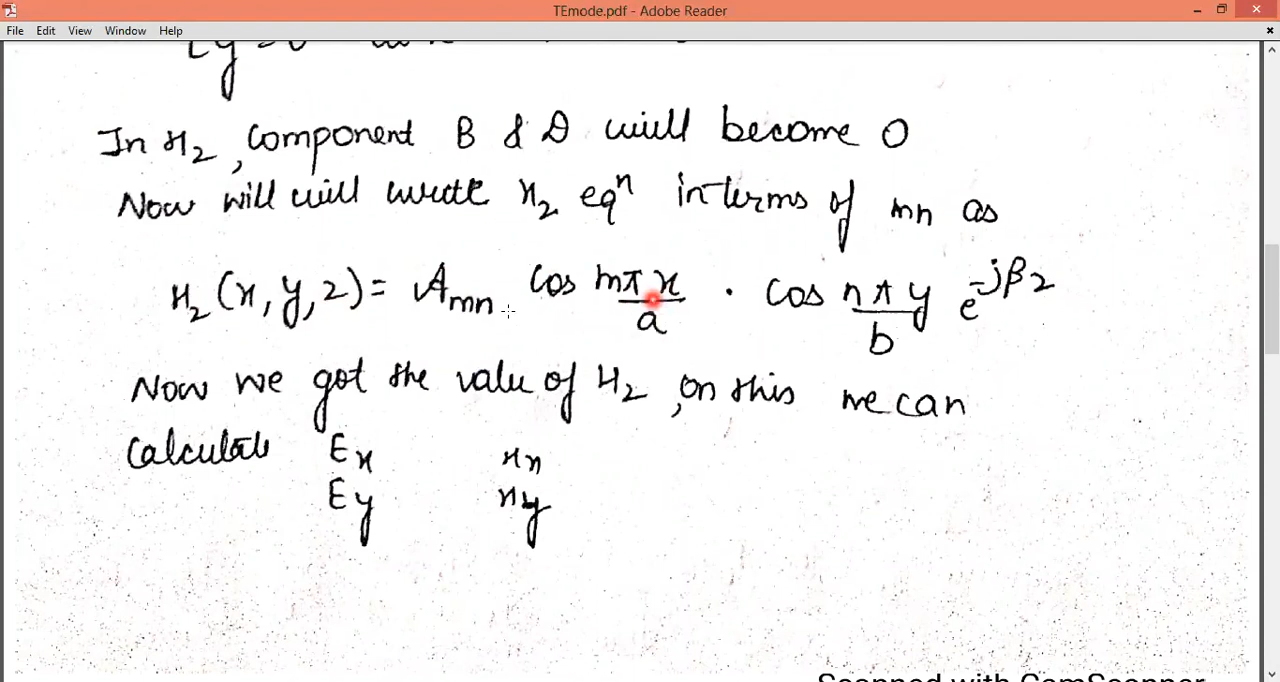 TEmode.pdf - Adobe Reader
File Edit View Window Help
Ey = 0
In Hz, component B & D will become 0
Now will will write Hz eqn in terms of mn as
Hz (x, y, z) = Amn cos mπx/a . cos nπy/b e^-jβz
Now we got the value of Hz, on this we can
calculate Ex Hx
Ey Hy
Scanned with CamScanner